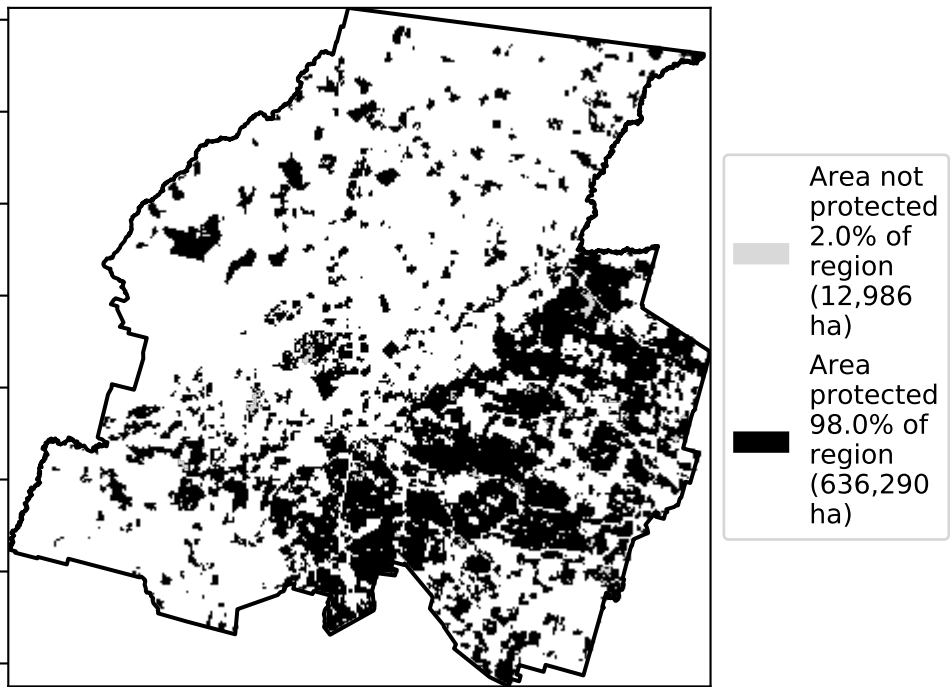 Area not
protected
2.0% of
region
(12,986
ha)
Area
protected
98.0% of
region
(636,290
ha)